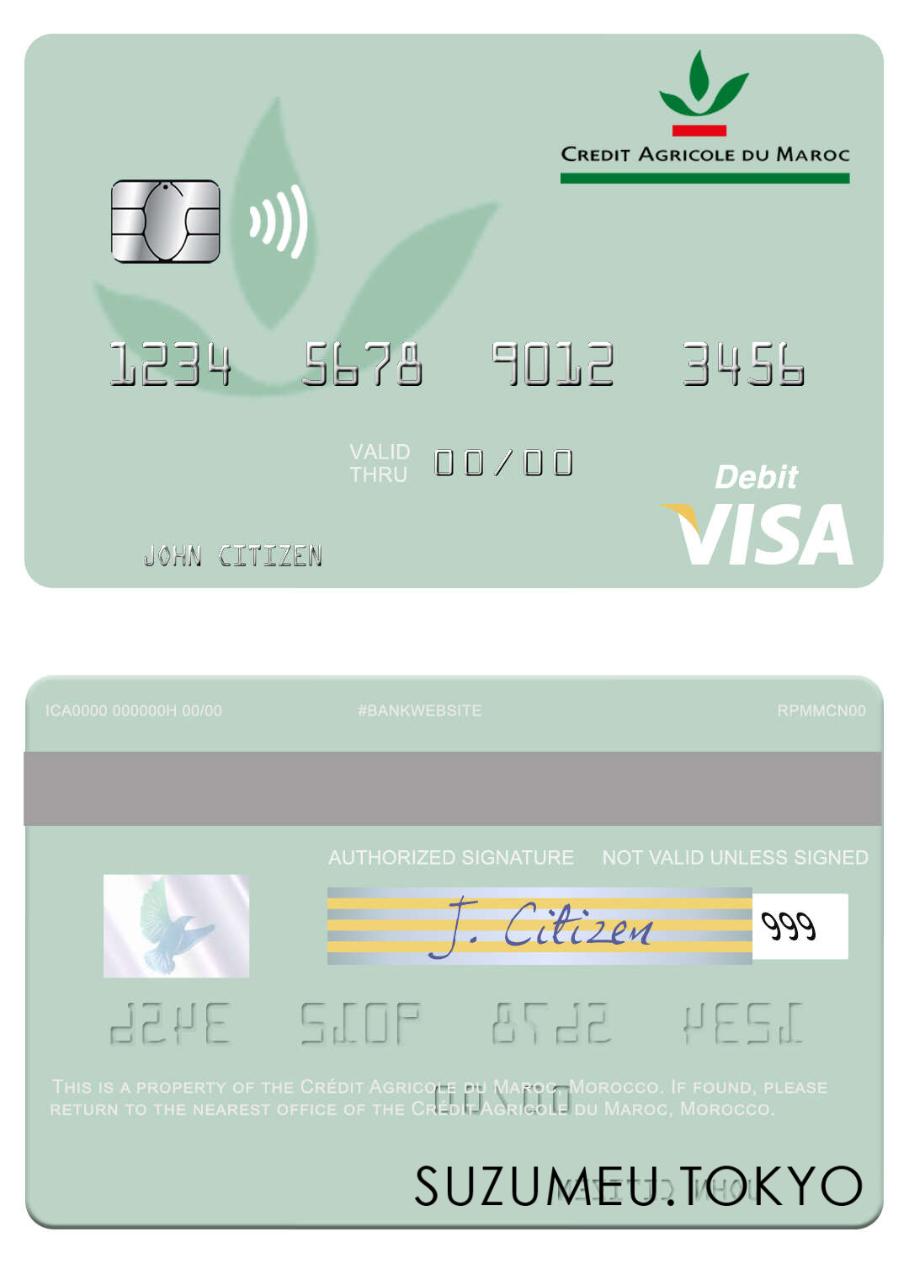 CREDIT AGRICOLE DU MAROC
1234 5678 9012 3456
VALID THRU 00/00
Debit
VISA
JOHN CITIZEN
ICA0000 000000H 00/00 #BANKWEBSITE RPMMCN00
AUTHORIZED SIGNATURE NOT VALID UNLESS SIGNED
J. Citizen 999
THIS IS A PROPERTY OF THE CRÉDIT AGRICOLE DU MAROC, MOROCCO. IF FOUND, PLEASE
RETURN TO THE NEAREST OFFICE OF THE CRÉDIT AGRICOLE DU MAROC, MOROCCO.
SUZUMEU.TOKYO